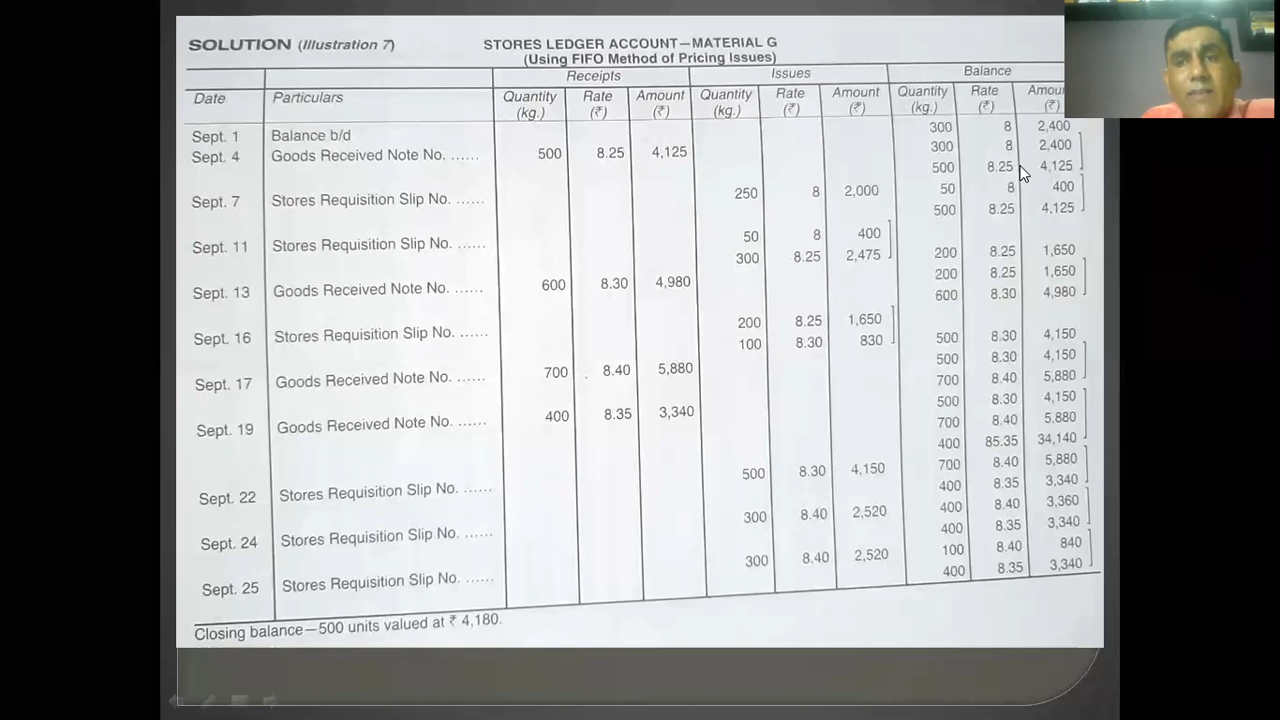 SOLUTION (Illustration 7) STORES LEDGER ACCOUNT—MATERIAL G
(Using FIFO Method of Pricing Issues)
Receipts Issues Balance
Date Particulars Quantity (kg.) Rate (₹) Amount (₹) Quantity (kg.) Rate (₹) Amount (₹) Quantity (kg.) Rate (₹) (₹)
Sept. 1 Balance b/d 300 8 2,400
Sept. 4 Goods Received Note No. ...... 500 8.25 4,125 300 8 2,400
500 8.25 4,125
Sept. 7 Stores Requisition Slip No. ...... 250 8 2,000 50 8 400
500 8.25 4,125
Sept. 11 Stores Requisition Slip No. ...... 50 8 400
300 8.25 2,475 200 8.25 1,650
Sept. 13 Goods Received Note No. ...... 600 8.30 4,980 200 8.25 1,650
600 8.30 4,980
Sept. 16 Stores Requisition Slip No. ...... 200 8.25 1,650
100 8.30 830 500 8.30 4,150
Sept. 17 Goods Received Note No. ...... 700 8.40 5,880 500 8.30 4,150
700 8.40 5,880
Sept. 19 Goods Received Note No. ...... 400 8.35 3,340 500 8.30 4,150
700 8.40 5,880
400 85.35 34,140
Sept. 22 Stores Requisition Slip No. ...... 500 8.30 4,150 700 8.40 5,880
400 8.35 3,340
Sept. 24 Stores Requisition Slip No. ...... 300 8.40 2,520 400 8.40 3,360
400 8.35 3,340
Sept. 25 Stores Requisition Slip No. ...... 300 8.40 2,520 100 8.40 840
400 8.35 3,340
Closing balance—500 units valued at ₹ 4,180.